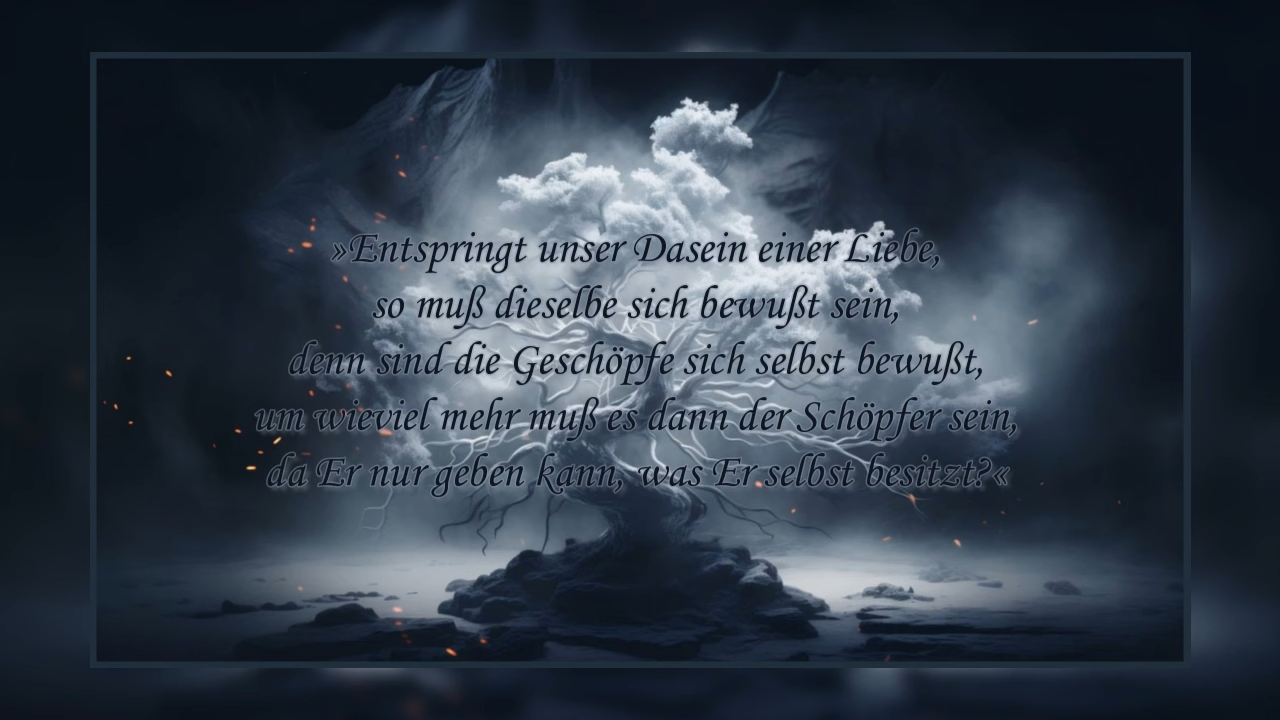 »Entspringt unser Dasein einer Liebe,
so muß dieselbe sich bewußt sein,
denn sind die Geschöpfe sich selbst bewußt,
um wieviel mehr muß es dann der Schöpfer sein,
da Er nur geben kann, was Er selbst besitzt?«